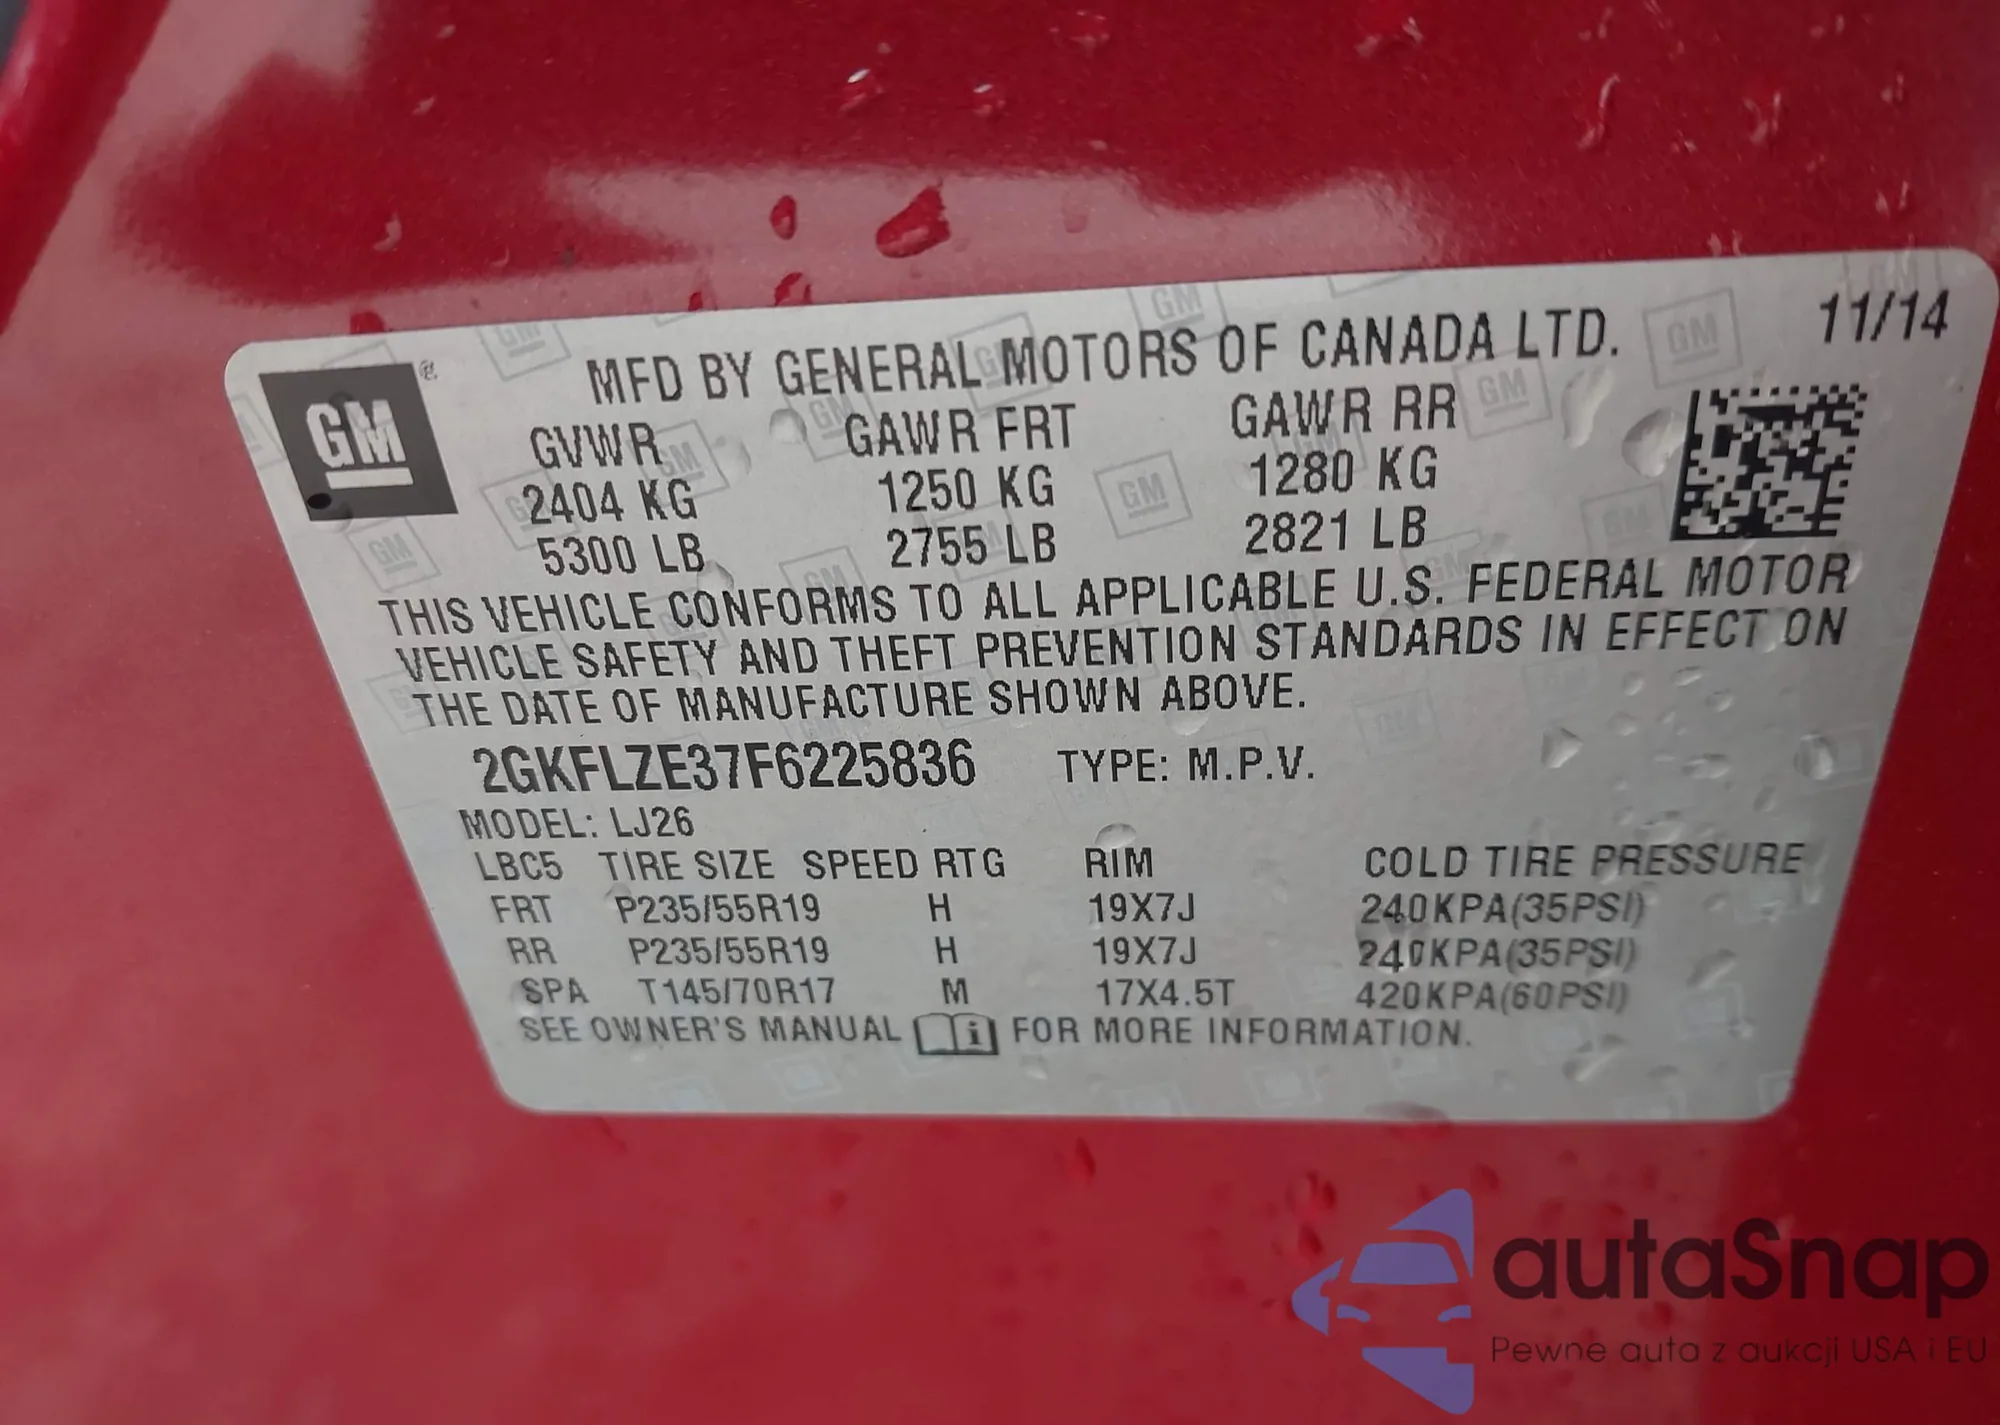 GM
MFD BY GENERAL MOTORS OF CANADA LTD.
11/14
GVWR GAWR FRT GAWR RR
2404 KG 1250 KG 1280 KG
5300 LB 2755 LB 2821 LB
THIS VEHICLE CONFORMS TO ALL APPLICABLE U.S. FEDERAL MOTOR
VEHICLE SAFETY AND THEFT PREVENTION STANDARDS IN EFFECT ON
THE DATE OF MANUFACTURE SHOWN ABOVE.
2GKFLZE37F6225836 TYPE: M.P.V.
MODEL: LJ26
LBC5 TIRE SIZE SPEED RTG RIM COLD TIRE PRESSURE
FRT P235/55R19 H 19X7J 240KPA(35PSI)
RR P235/55R19 H 19X7J 240KPA(35PSI)
SPA T145/70R17 M 17X4.5T 420KPA(60PSI)
SEE OWNER'S MANUAL i FOR MORE INFORMATION.
autaSnap
Pewne auta z aukcji USA i EU